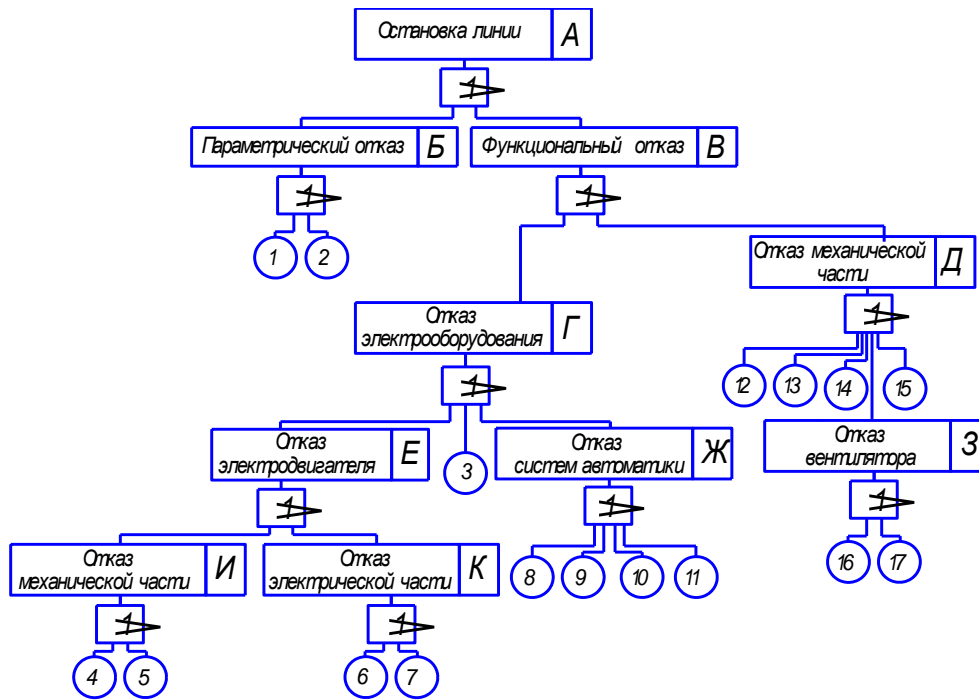 Остановка линии А
1
Параметрический отказ Б
Функциональный отказ В
1
1
1 2
Отказ механической
части Д
Отказ
электрооборудования Г
1
1
12 13 14 15
Отказ
электродвигателя Е
3
Отказ
систем автоматики Ж
Отказ
вентилятора З
1
1
1
Отказ
механической части И
Отказ
электрической части К
8 9 10 11
16 17
1
1
4 5
6 7